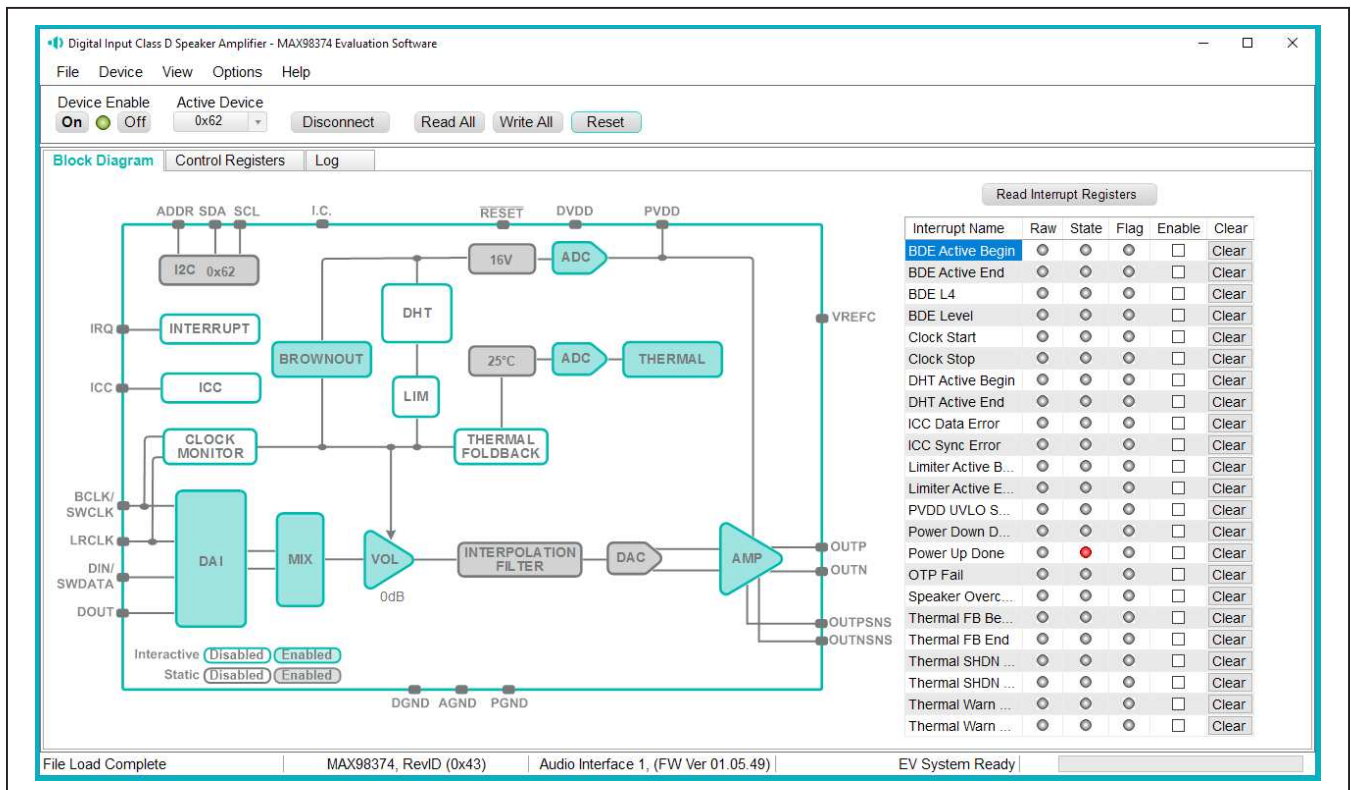 Digital Input Class D Speaker Amplifier - MAX98374 Evaluation Software
File Device View Options Help
Device Enable Active Device
On Off 0x62 Disconnect Read All Write All Reset
Block Diagram Control Registers Log
Read Interrupt Registers
ADDR SDA SCL I.C. RESET DVDD PVDD
I2C 0x62
16V
ADC
DHT
IRQ
INTERRUPT
VREFC
BROWNOUT
25°C
ADC
THERMAL
ICC
ICC
LIM
CLOCK
MONITOR
THERMAL
FOLDBACK
BCLK/
SWCLK
LRCLK
DIN/
SWDATA
DOUT
DAI
MIX
VOL
0dB
INTERPOLATION
FILTER
DAC
AMP
OUTP
OUTN
OUTPSNS
OUTNSNS
Interactive Disabled Enabled
Static Disabled Enabled
DGND AGND PGND
Interrupt Name Raw State Flag Enable Clear
BDE Active Begin Clear
BDE Active End Clear
BDE L4 Clear
BDE Level Clear
Clock Start Clear
Clock Stop Clear
DHT Active Begin Clear
DHT Active End Clear
ICC Data Error Clear
ICC Sync Error Clear
Limiter Active B... Clear
Limiter Active E... Clear
PVDD UVLO S... Clear
Power Down D... Clear
Power Up Done Clear
OTP Fail Clear
Speaker Overc... Clear
Thermal FB Be... Clear
Thermal FB End Clear
Thermal SHDN ... Clear
Thermal SHDN ... Clear
Thermal Warn ... Clear
Thermal Warn ... Clear
File Load Complete MAX98374, RevID (0x43) Audio Interface 1, (FW Ver 01.05.49) EV System Ready